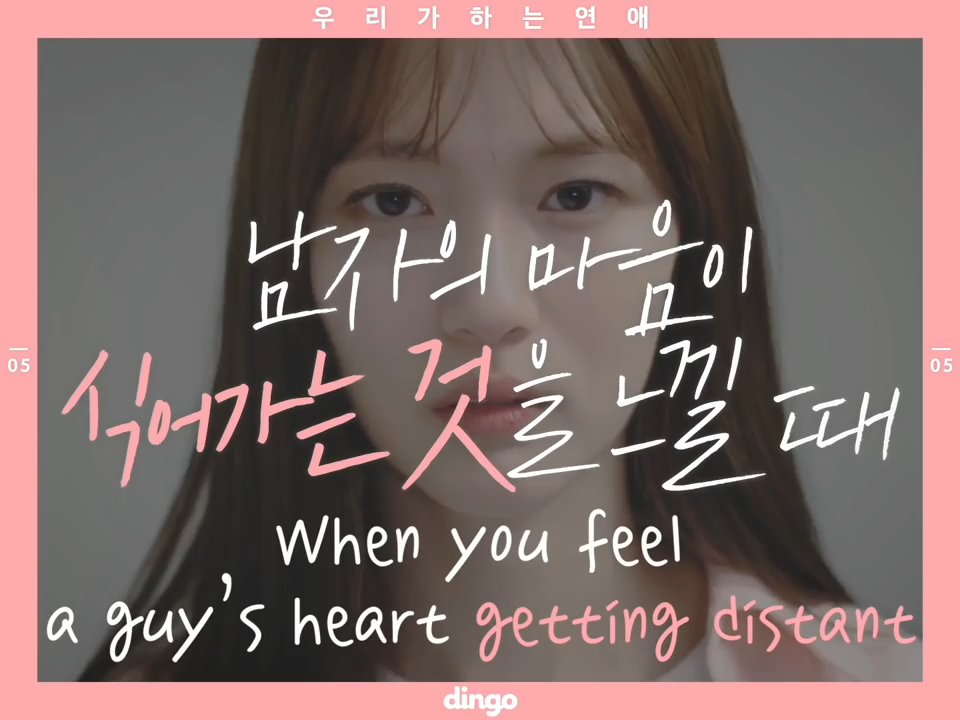 우리가하는연애
남자의 마음이
식어가는 것을 느낄 때
05
05
When you feel
a guy's heart getting distant
dingo